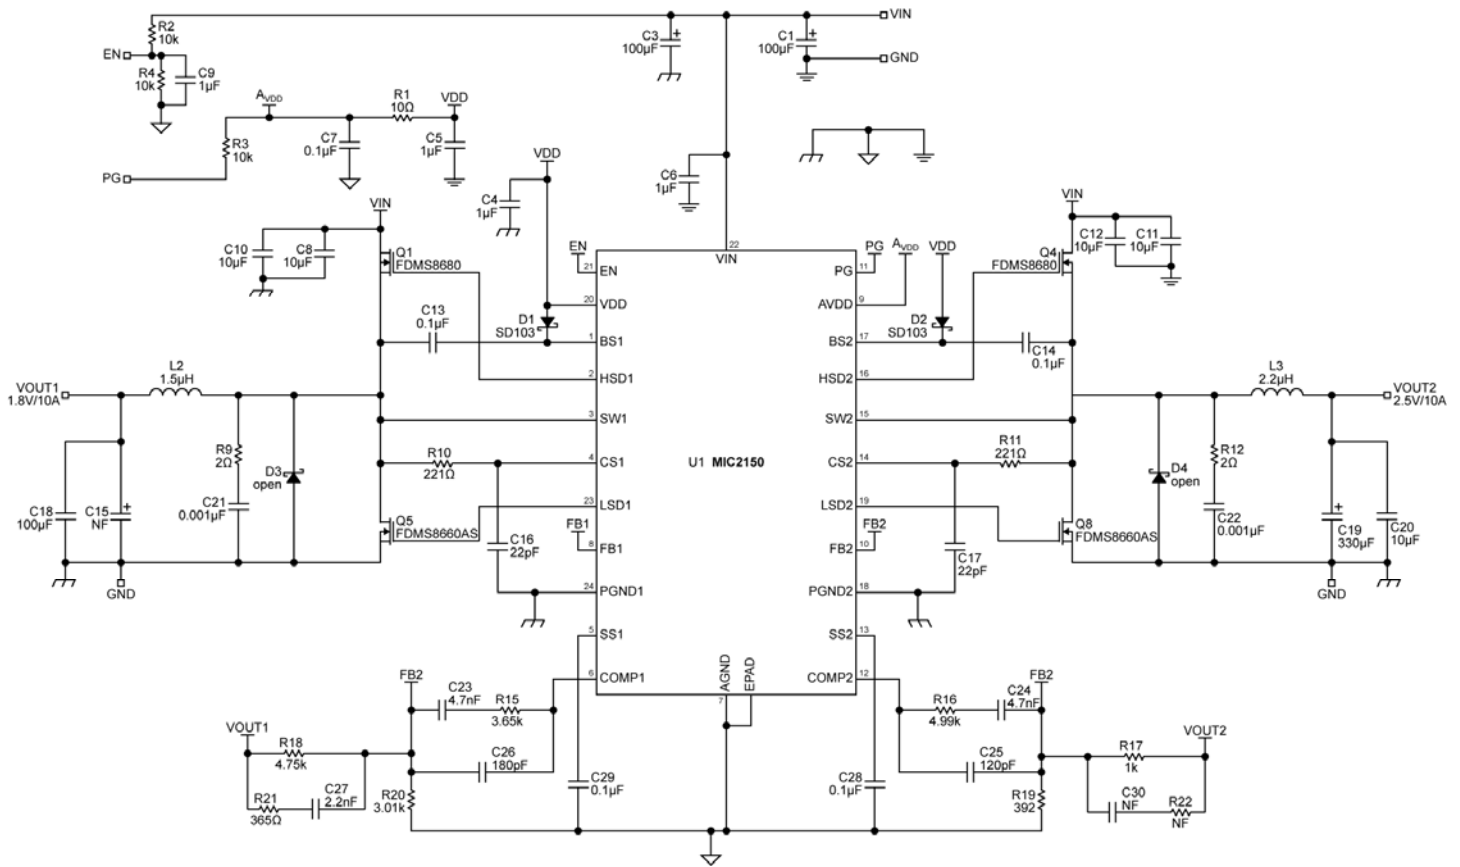 VIN
R2
10k
C3
100µF
+
C1
100µF
+
EN
GND
R4
10k
C9
1µF
AVDD
R1
10Ω
VDD
R3
10k
C7
0.1µF
C5
1µF
VDD
PG
C6
1µF
C4
1µF
VIN
VIN
C10
10µF
C8
10µF
Q1
FDMS8680
EN
22
VIN
PG
AVDD
VDD
Q4
FDMS8680
C12
10µF
C11
10µF
21
EN
PG
11
20
VDD
AVDD
9
C13
0.1µF
D1
SD103
D2
SD103
1
BS1
BS2
17
C14
0.1µF
L2
1.5µH
2
HSD1
HSD2
16
L3
2.2µH
VOUT1
1.8V/10A
VOUT2
2.5V/10A
3
SW1
SW2
15
R9
2Ω
R10
221Ω
4
CS1
U1 MIC2150
CS2
14
R11
221Ω
R12
2Ω
D3
open
D4
open
C21
0.001µF
23
LSD1
LSD2
19
C22
0.001µF
C18
100µF
C15
NF
+
Q5
FDMS8660AS
Q8
FDMS8660AS
+
C19
330µF
C20
10µF
FB1
FB2
C16
22pF
8
FB1
FB2
10
C17
22pF
24
PGND1
PGND2
18
GND
GND
5
SS1
SS2
13
AGND
EPAD
6
COMP1
COMP2
12
7
FB2
C23
4.7nF
R15
3.65k
R16
4.99k
C24
4.7nF
FB2
VOUT1
R18
4.75k
C26
180pF
C25
120pF
R17
1k
VOUT2
C27
2.2nF
R21
365Ω
R20
3.01k
C29
0.1µF
C28
0.1µF
R19
392
C30
NF
R22
NF